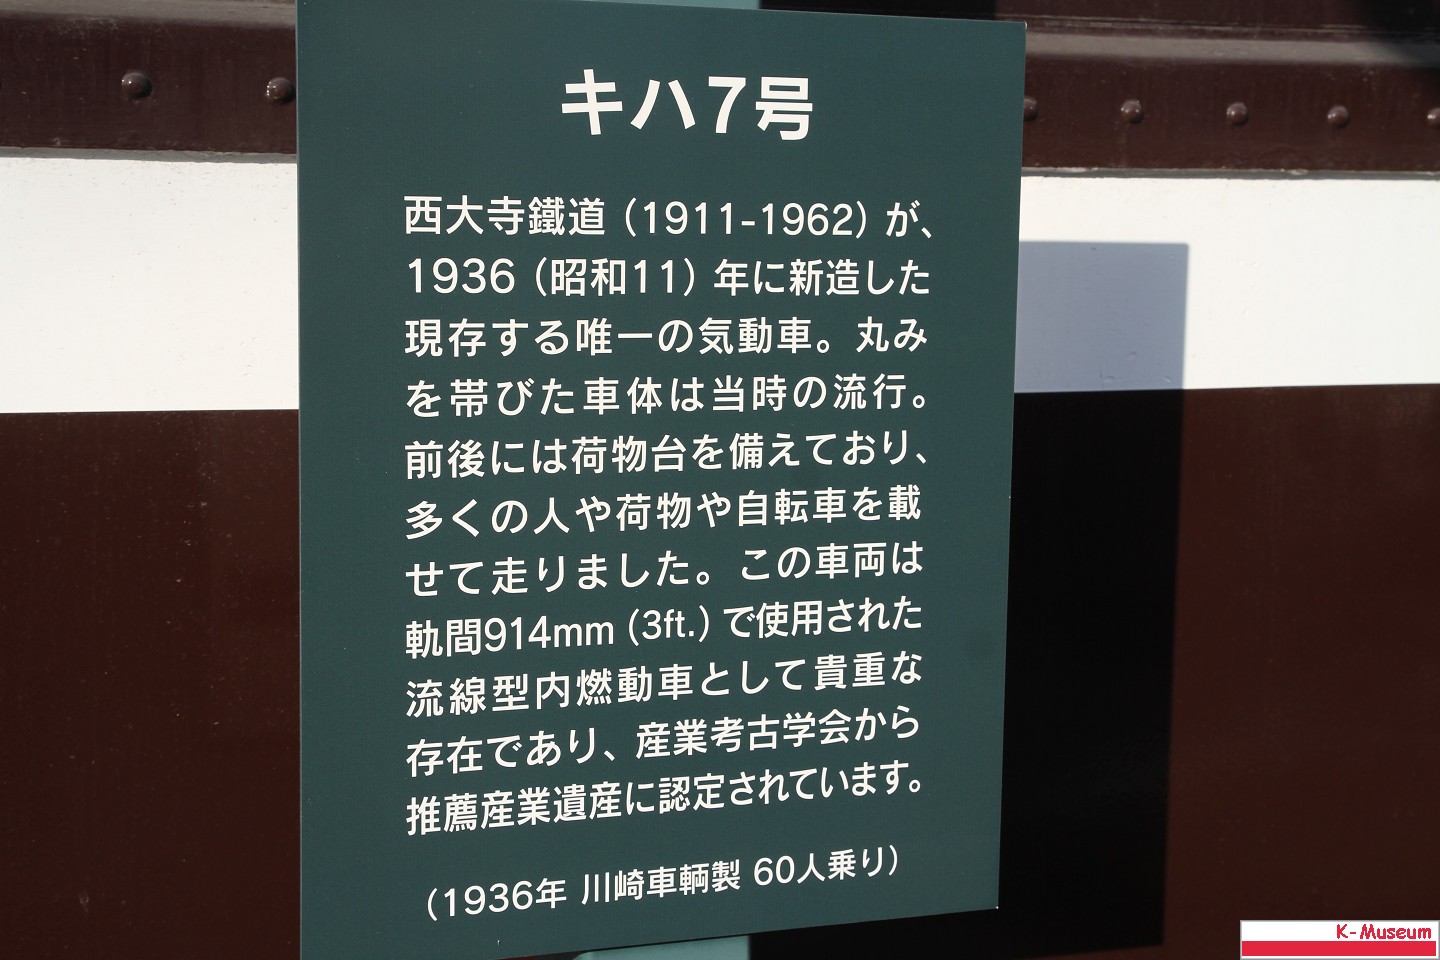 キハ7号
西大寺鐵道（1911-1962）が、
1936（昭和11）年に新造した
現存する唯一の気動車。丸み
を帯びた車体は当時の流行。
前後には荷物台を備えており、
多くの人や荷物や自転車を載
せて走りました。この車両は
軌間914mm（3ft.）で使用された
流線型内燃動車として貴重な
存在であり、産業考古学会から
推薦産業遺産に認定されています。
（1936年 川崎車輌製 60人乗り）
K-Museum